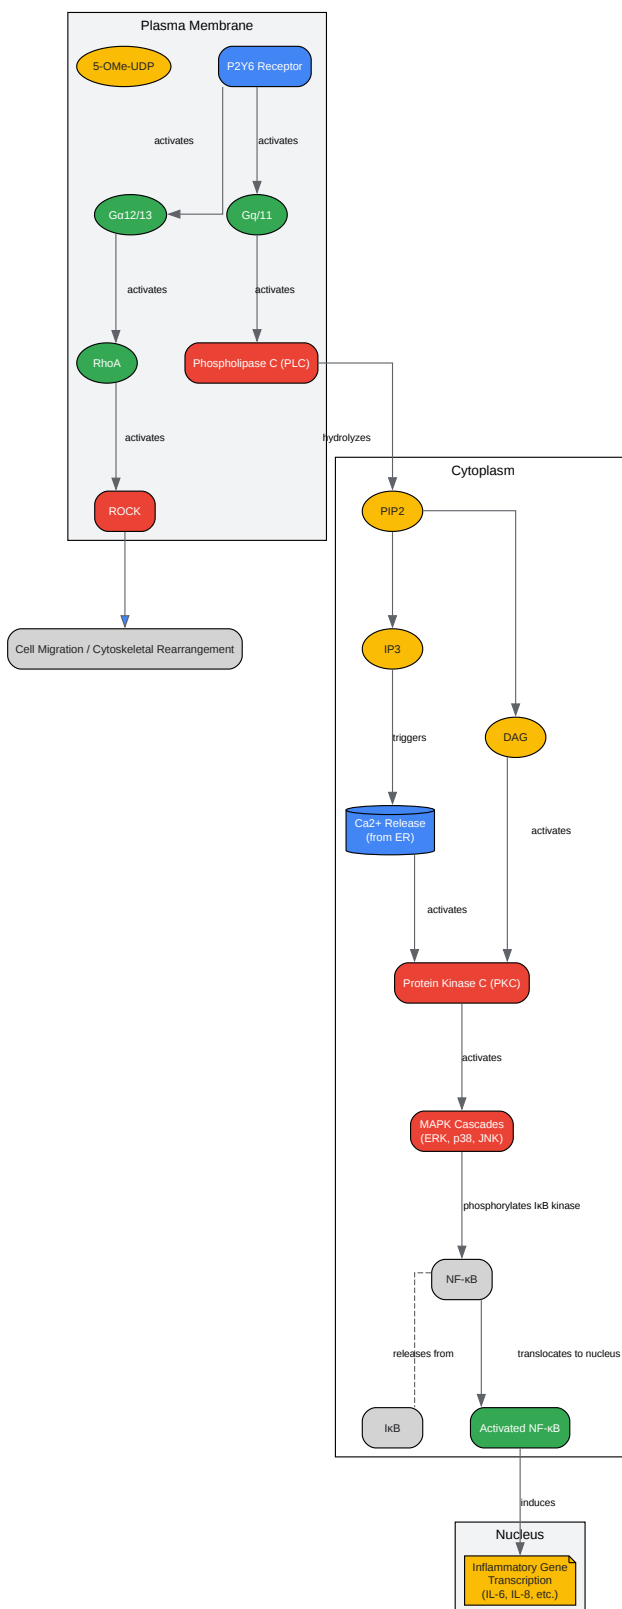 Plasma Membrane
5-OMe-UDP
P2Y6 Receptor
activates
activates
Gα12/13
Gq/11
activates
activates
RhoA
Phospholipase C (PLC)
activates
hydrolyzes
Cytoplasm
ROCK
PIP2
Cell Migration / Cytoskeletal Rearrangement
IP3
triggers
DAG
Ca2+ Release
(from ER)
activates
activates
Protein Kinase C (PKC)
activates
MAPK Cascades
(ERK, p38, JNK)
phosphorylates IκB kinase
NF-κB
releases from
translocates to nucleus
IκB
Activated NF-κB
induces
Nucleus
Inflammatory Gene
Transcription
(IL-6, IL-8, etc.)